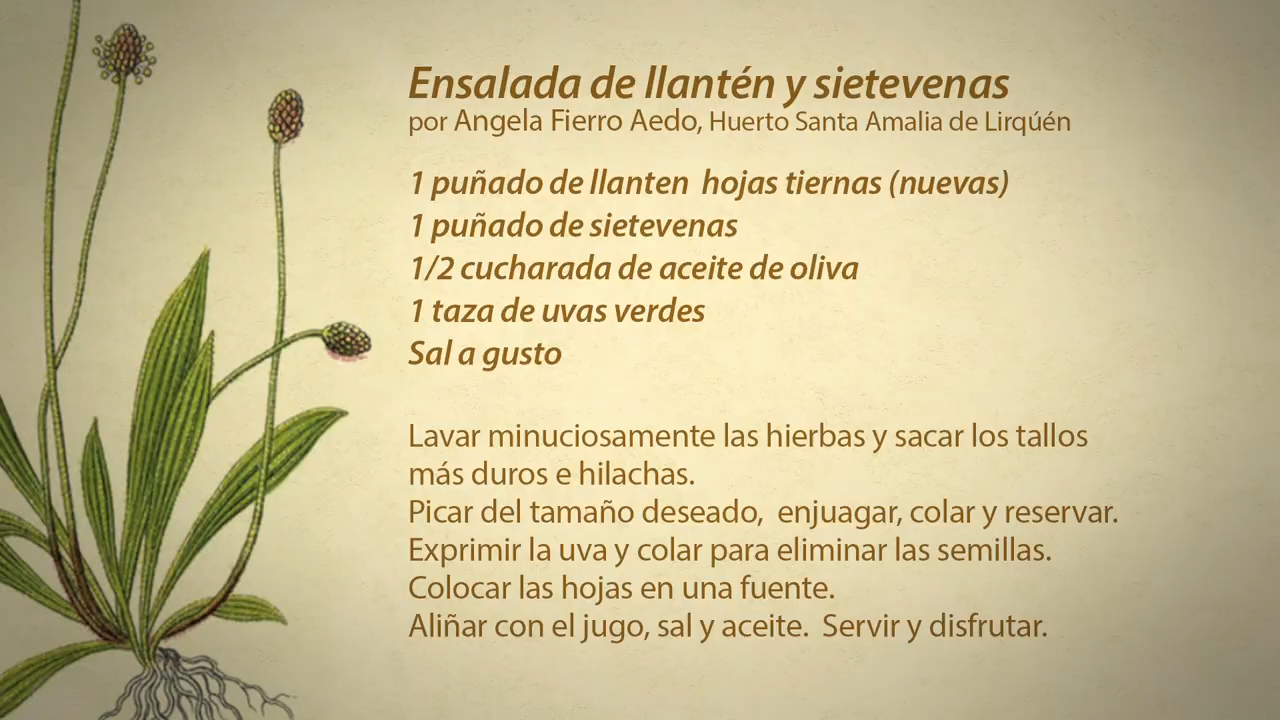 Ensalada de llantén y sietevenas
por Angela Fierro Aedo, Huerto Santa Amalia de Lirqúén
1 puñado de llanten  hojas tiernas (nuevas)
1 puñado de sietevenas
1/2 cucharada de aceite de oliva
1 taza de uvas verdes
Sal a gusto
Lavar minuciosamente las hierbas y sacar los tallos
más duros e hilachas.
Picar del tamaño deseado,  enjuagar, colar y reservar.
Exprimir la uva y colar para eliminar las semillas.
Colocar las hojas en una fuente.
Aliñar con el jugo, sal y aceite.  Servir y disfrutar.